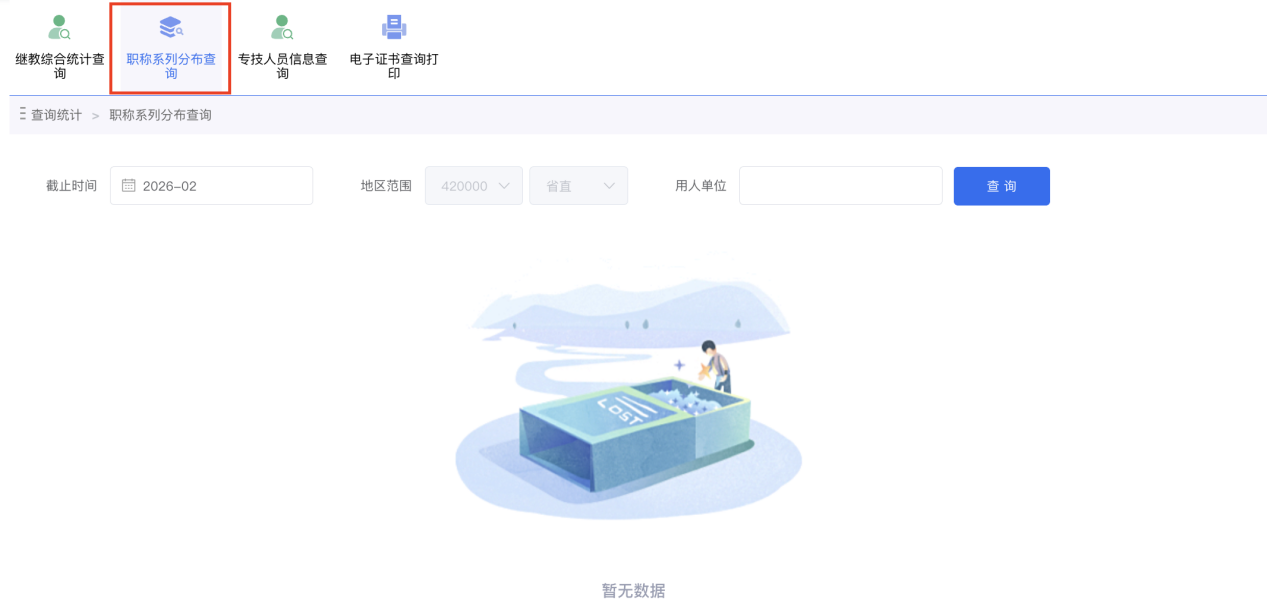 继教综合统计查
询
职称系列分布查
询
专技人员信息查
询
电子证书查询打
印
查询统计 > 职称系列分布查询
截止时间 2026-02 地区范围 420000 省直 用人单位 查 询
LOST
暂无数据